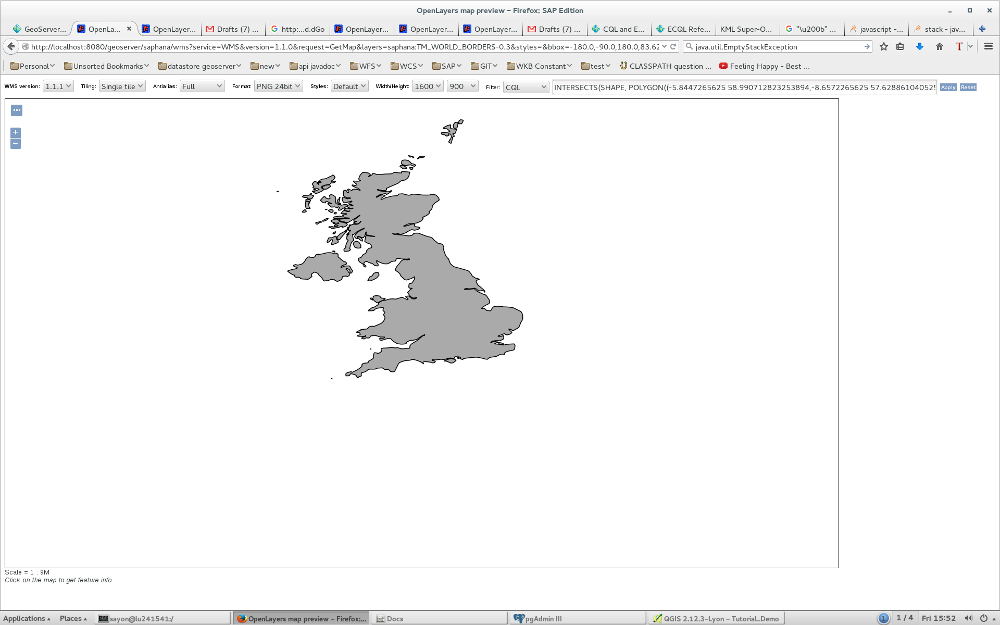 OpenLayers map preview – Firefox: SAP Edition
GeoServer... OpenLa... OpenLayer... Drafts (7) ... http:...d.dGo OpenLayer... OpenLayer... OpenLayer... Drafts (7) ... CQL and E... ECQL Refe... KML Super-O... "\u200b" ... javascript -... stack - jav...
http://localhost:8080/geoserver/saphana/wms?service=WMS&version=1.1.0&request=GetMap&layers=saphana:TM_WORLD_BORDERS-0.3&styles=&bbox=-180.0,-90.0,180.0,83.62 java.util.EmptyStackException T
Personal Unsorted Bookmarks datastore geoserver new api javadoc WFS WCS SAP GIT WKB Constant test CLASSPATH question ... Feeling Happy - Best ...
WMS version: 1.1.1 Tiling: Single tile Antialias: Full Format: PNG 24bit Styles: Default Width/Height: 1600 900 Filter: CQL INTERSECTS(SHAPE, POLYGON((-5.8447265625 58.990712823253894,-8.6572265625 57.628861040525 Apply Reset
...
+
−
Scale = 1 : 9M
Click on the map to get feature info
Applications Places sayon@lu241541:/ OpenLayers map preview – Firefox:... Docs pgAdmin III QGIS 2.12.3-Lyon – Tutorial_Demo 1 1 / 4 Fri 15:52